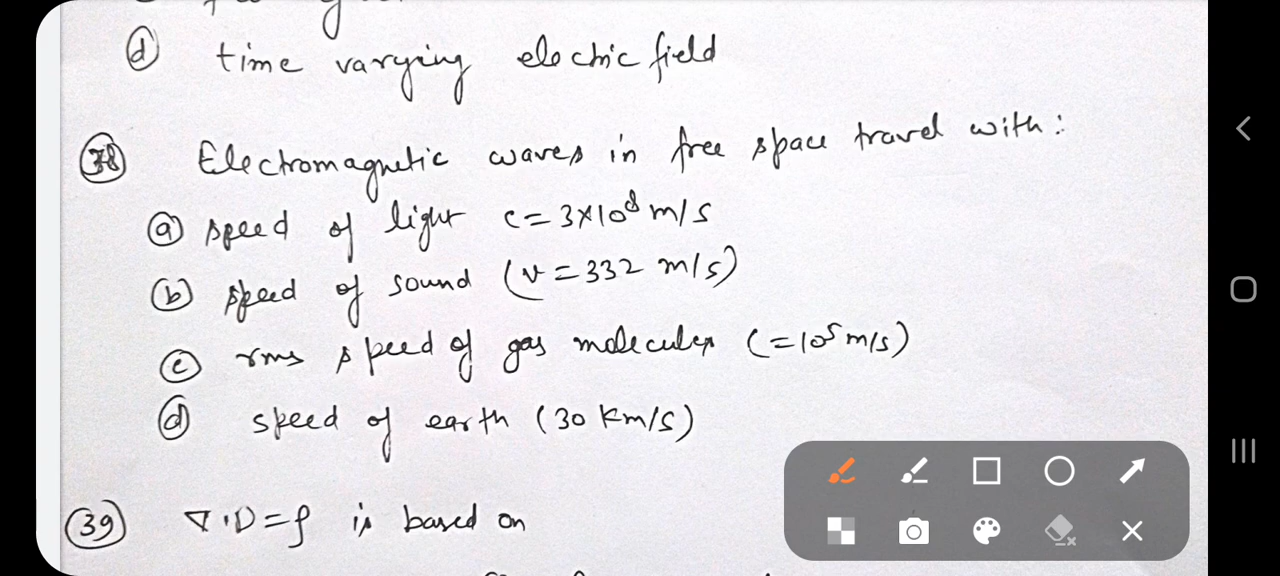 (d) time varying electric field
(38) Electromagnetic waves in free space travel with:
(a) speed of light c = 3×10⁸ m/s
(b) speed of sound (v = 332 m/s)
(c) rms speed of gas molecules (=10⁵ m/s)
(d) speed of earth (30 km/s)
(39) ∇·D = ρ is based on